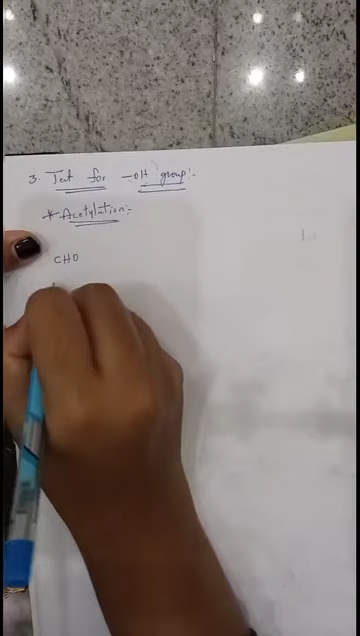 3. Test for -OH group:-
* Acetylation:-
CHO